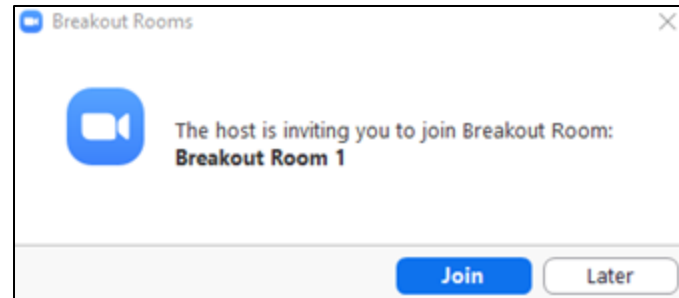 Breakout Rooms
The host is inviting you to join Breakout Room:
Breakout Room 1
Join
Later